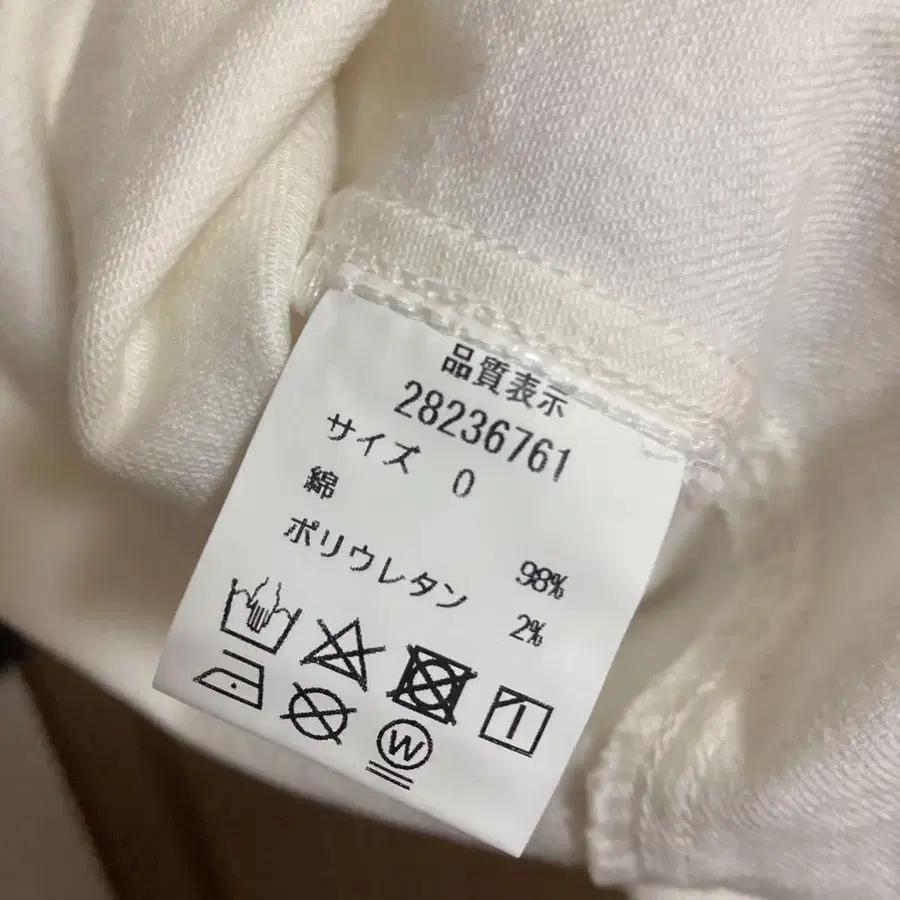 品質表示
28236761
サイズ 0
綿 98%
ポリウレタン 2%
W